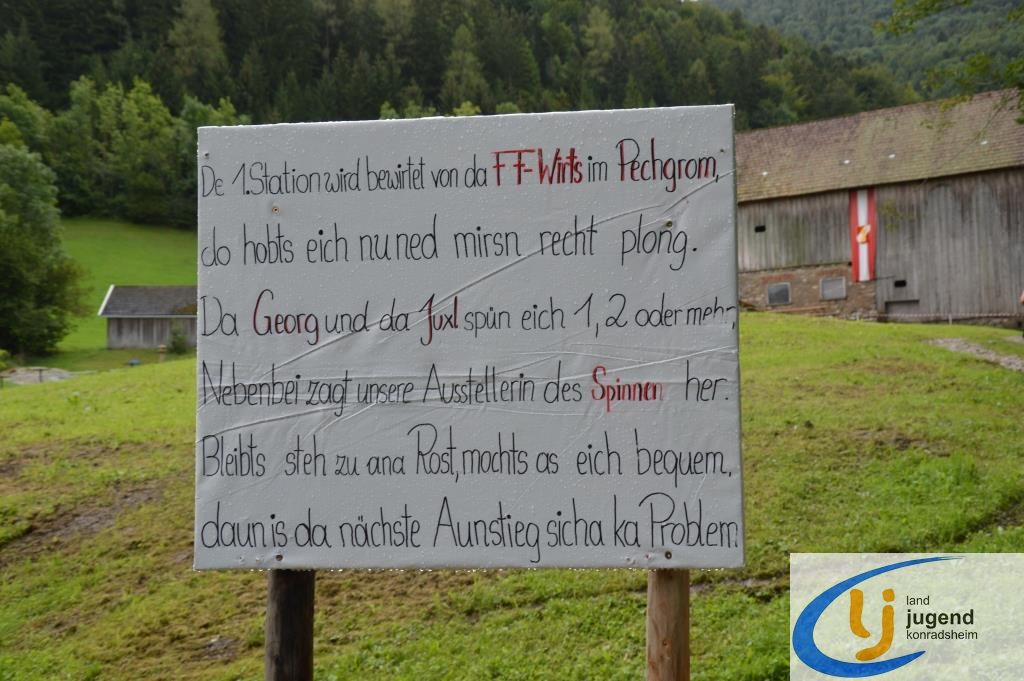 De 1.Station wird bewirtet von da FF-Wirts im Pechgrom,
do hobts eich nu ned mirsn recht plong.
Da Georg und da Juxl spün eich 1, 2 oder mehr,
Nebenbei zagt unsere Ausstellerin des Spinnen her.
Bleibts steh zu ana Rost, mochts as eich bequem,
daun is da nächste Aunstieg sicha ka Problem
lj
land
jugend
konradsheim